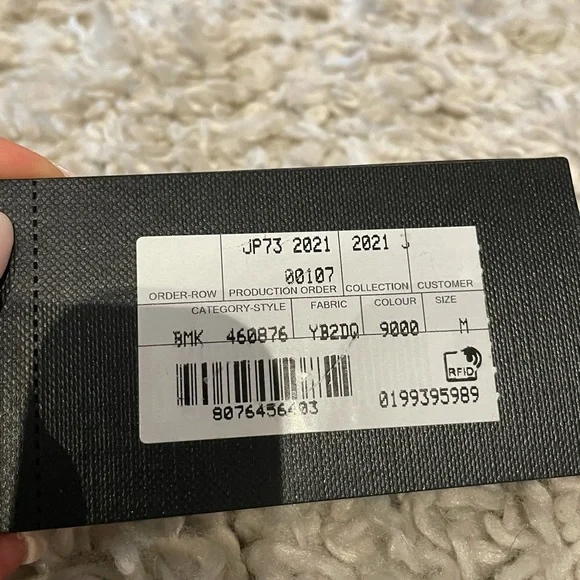 JP73 2021 2021 J
00107
ORDER-ROW PRODUCTION ORDER COLLECTION CUSTOMER
CATEGORY-STYLE FABRIC COLOUR SIZE
BMK 460876 YB2DQ 9000 M
RFID
8076456403 0199395989